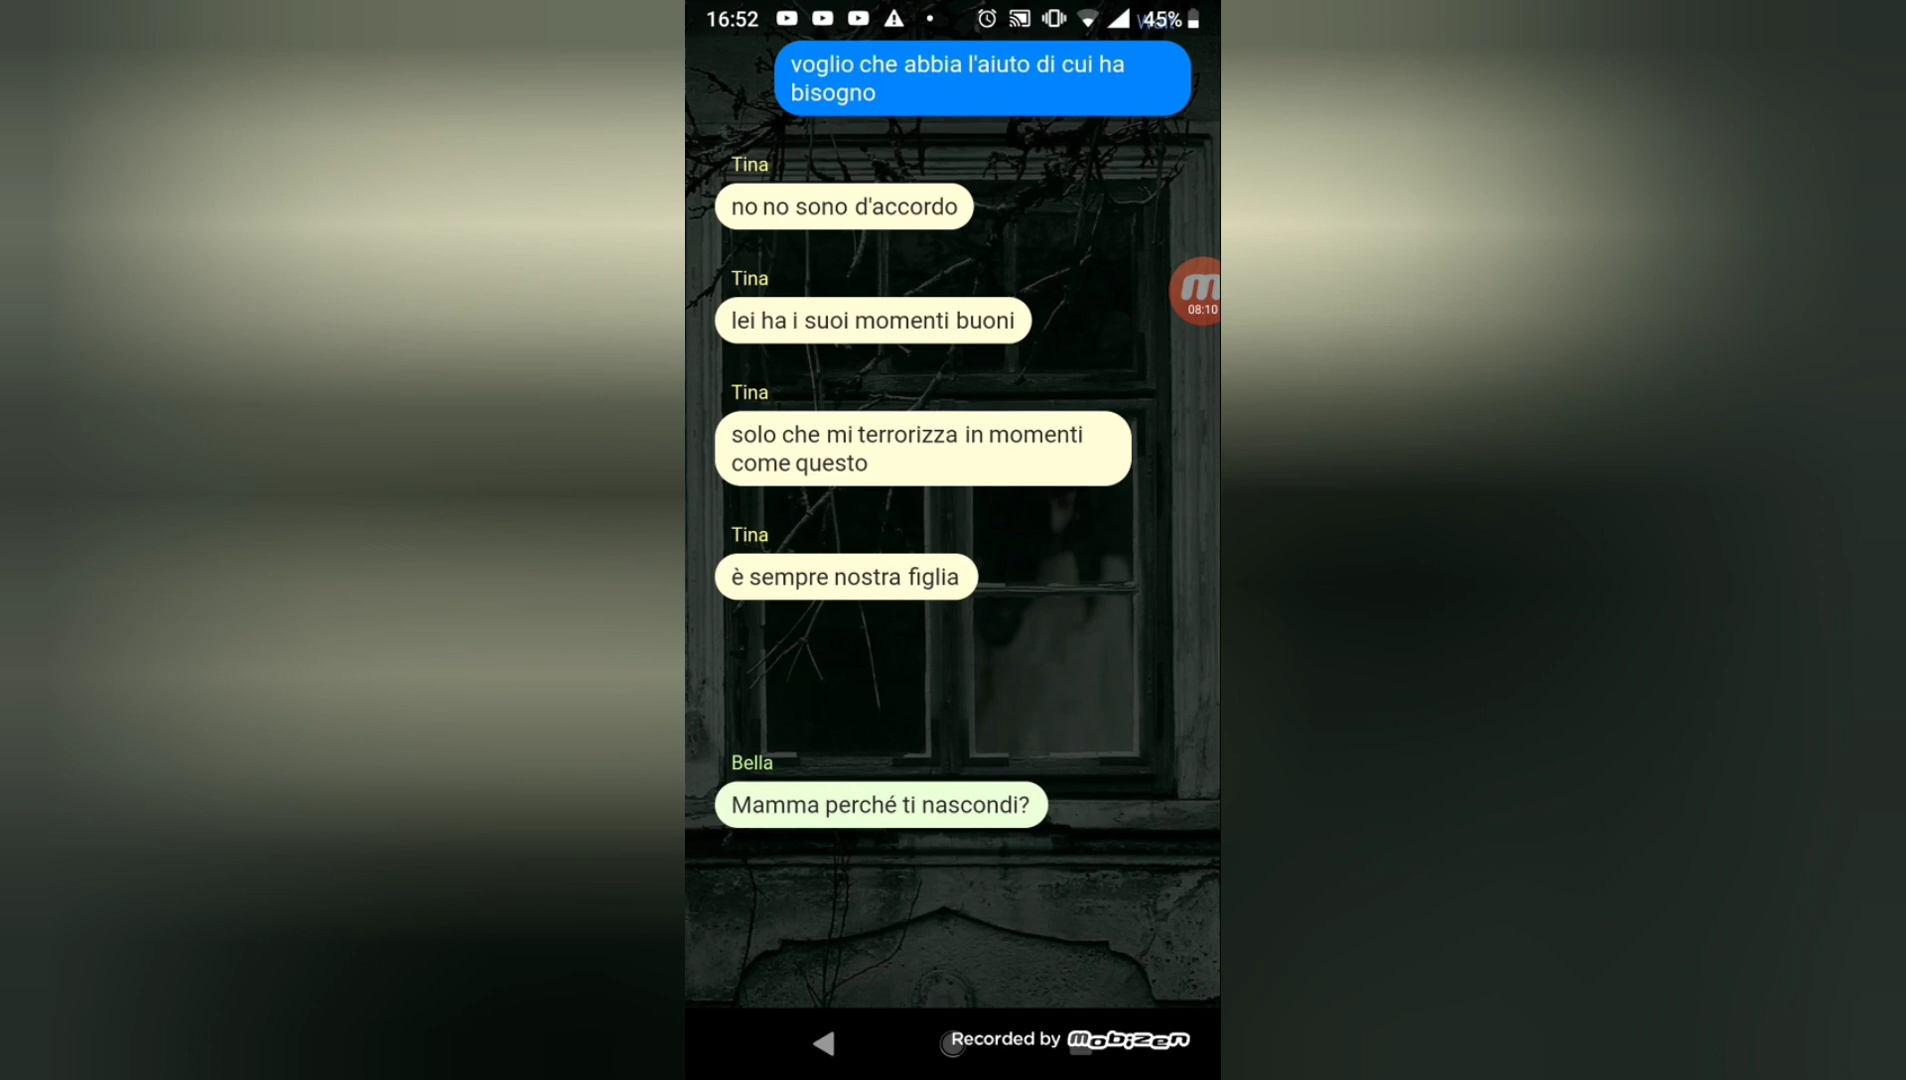 16:52
45%
voglio che abbia l'aiuto di cui ha
bisogno
Tina
no no sono d'accordo
Tina
lei ha i suoi momenti buoni
08:10
Tina
solo che mi terrorizza in momenti
come questo
Tina
è sempre nostra figlia
Bella
Mamma perché ti nascondi?
Recorded by mobizen